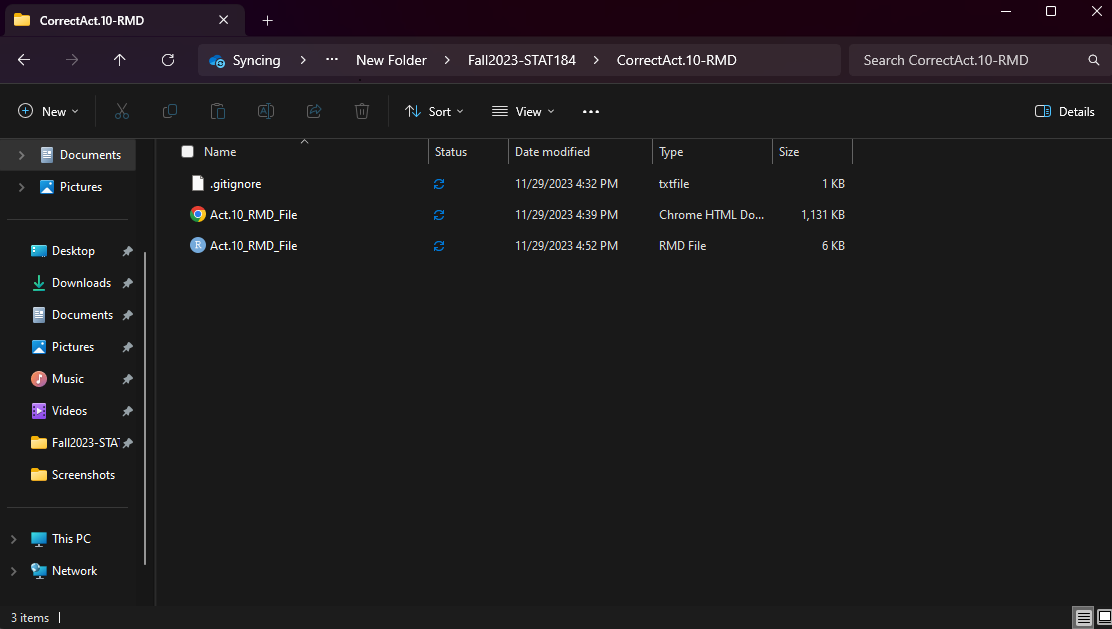 CorrectAct.10-RMD
Syncing > ··· New Folder > Fall2023-STAT184 > CorrectAct.10-RMD
Search CorrectAct.10-RMD
New Sort View ··· Details
Documents
Pictures
Desktop
Downloads
Documents
Pictures
Music
Videos
Fall2023-STA
Screenshots
This PC
Network
Name Status Date modified Type Size
.gitignore 11/29/2023 4:32 PM txtfile 1 KB
Act.10_RMD_File 11/29/2023 4:39 PM Chrome HTML Do... 1,131 KB
R Act.10_RMD_File 11/29/2023 4:52 PM RMD File 6 KB
3 items